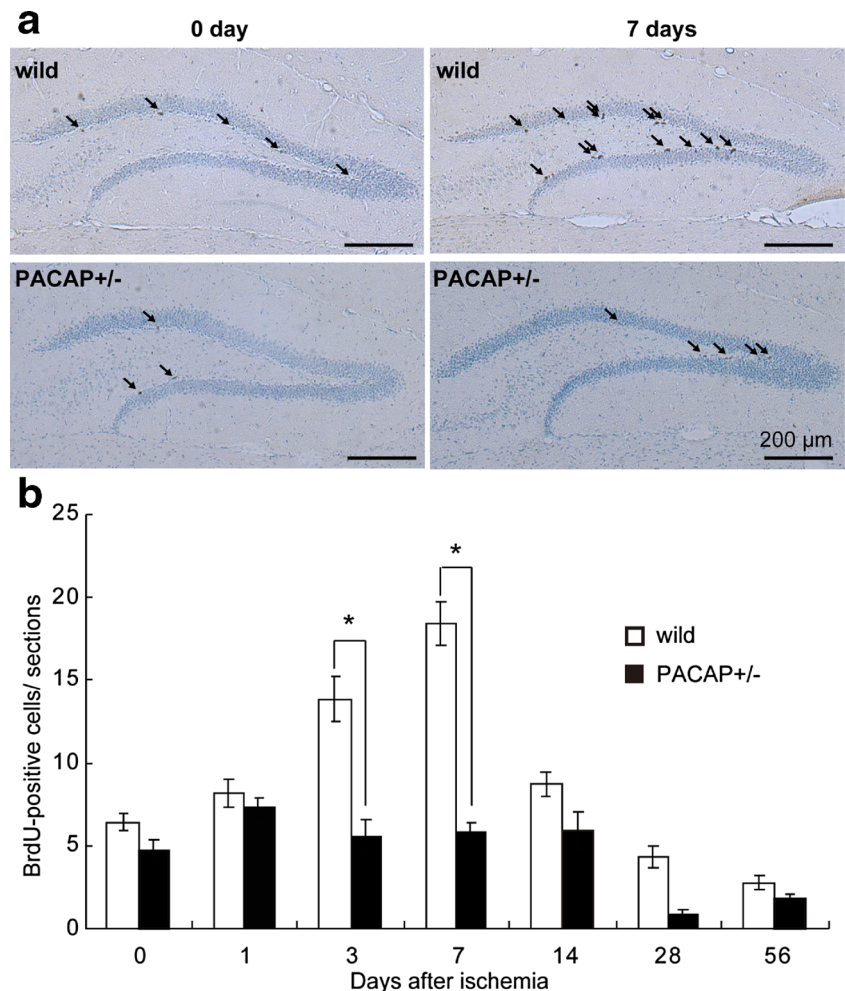 a
0 day
7 days
wild
wild
PACAP+/-
PACAP+/-
200 μm
b
25
20
15
10
5
0
BrdU-positive cells/ sections
*
*
wild
PACAP+/-
0 1 3 7 14 28 56
Days after ischemia